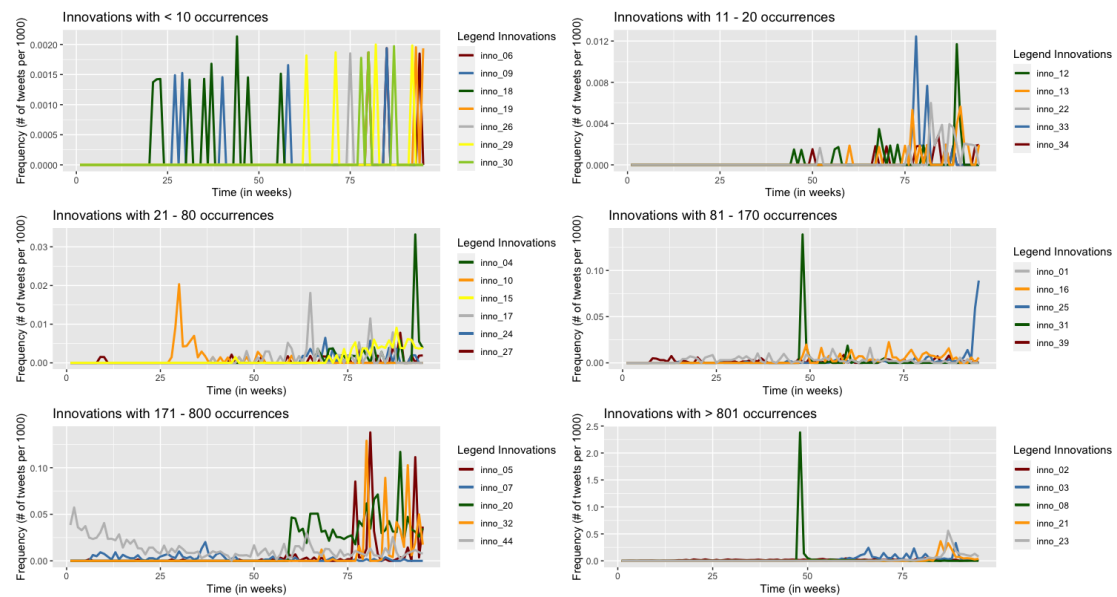 Innovations with < 10 occurrences
Frequency (# of tweets per 1000)
0.0020
0.0015
0.0010
0.0005
0.0000
0 25 50 75
Time (in weeks)
Legend Innovations
inno_06
inno_09
inno_18
inno_19
inno_26
inno_29
inno_30
Innovations with 11 - 20 occurrences
Frequency (# of tweets per 1000)
0.012
0.008
0.004
0.000
0 25 50 75
Time (in weeks)
Legend Innovations
inno_12
inno_13
inno_22
inno_33
inno_34
Innovations with 21 - 80 occurrences
Frequency (# of tweets per 1000)
0.03
0.02
0.01
0.00
0 25 50 75
Time (in weeks)
Legend Innovations
inno_04
inno_10
inno_15
inno_17
inno_24
inno_27
Innovations with 81 - 170 occurrences
Frequency (# of tweets per 1000)
0.10
0.05
0.00
0 25 50 75
Time (in weeks)
Legend Innovations
inno_01
inno_16
inno_25
inno_31
inno_39
Innovations with 171 - 800 occurrences
Frequency (# of tweets per 1000)
0.10
0.05
0.00
0 25 50 75
Time (in weeks)
Legend Innovations
inno_05
inno_07
inno_20
inno_32
inno_44
Innovations with > 801 occurrences
Frequency (# of tweets per 1000)
2.5
2.0
1.5
1.0
0.5
0.0
0 25 50 75
Time (in weeks)
Legend Innovations
inno_02
inno_03
inno_08
inno_21
inno_23